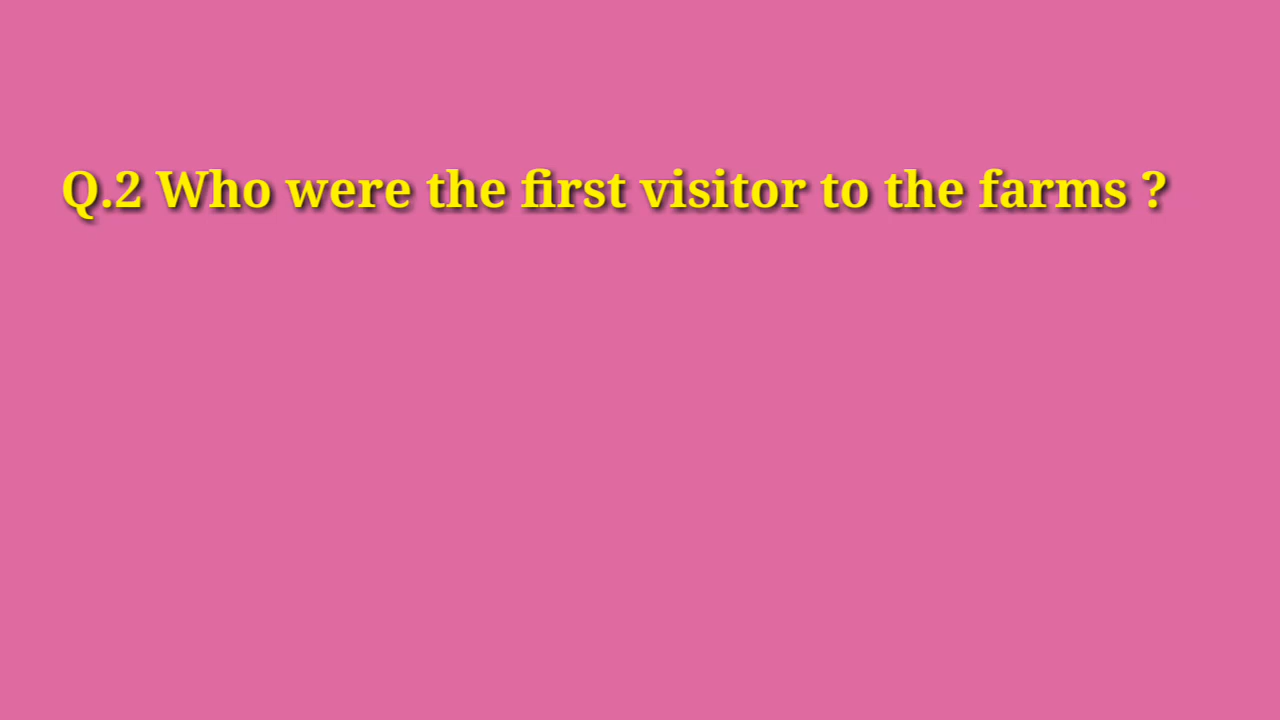 Q.2 Who were the first visitor to the farms ?